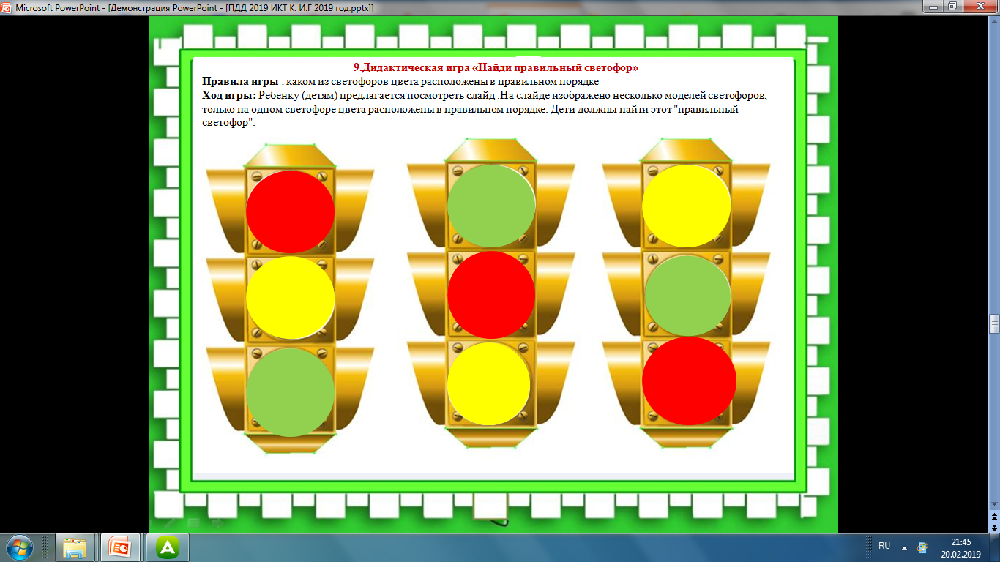 Microsoft PowerPoint - [Демонстрация PowerPoint - [ПДД 2019 ИКТ К. И.Г 2019 год.pptx]]
9.Дидактическая игра «Найди правильный светофор»
Правила игры : каком из светофоров цвета расположены в правильном порядке
Ход игры: Ребенку (детям) предлагается посмотреть слайд .На слайде изображено несколько моделей светофоров,
только на одном светофоре цвета расположены в правильном порядке. Дети должны найти этот "правильный
светофор".
RU
21:45
20.02.2019